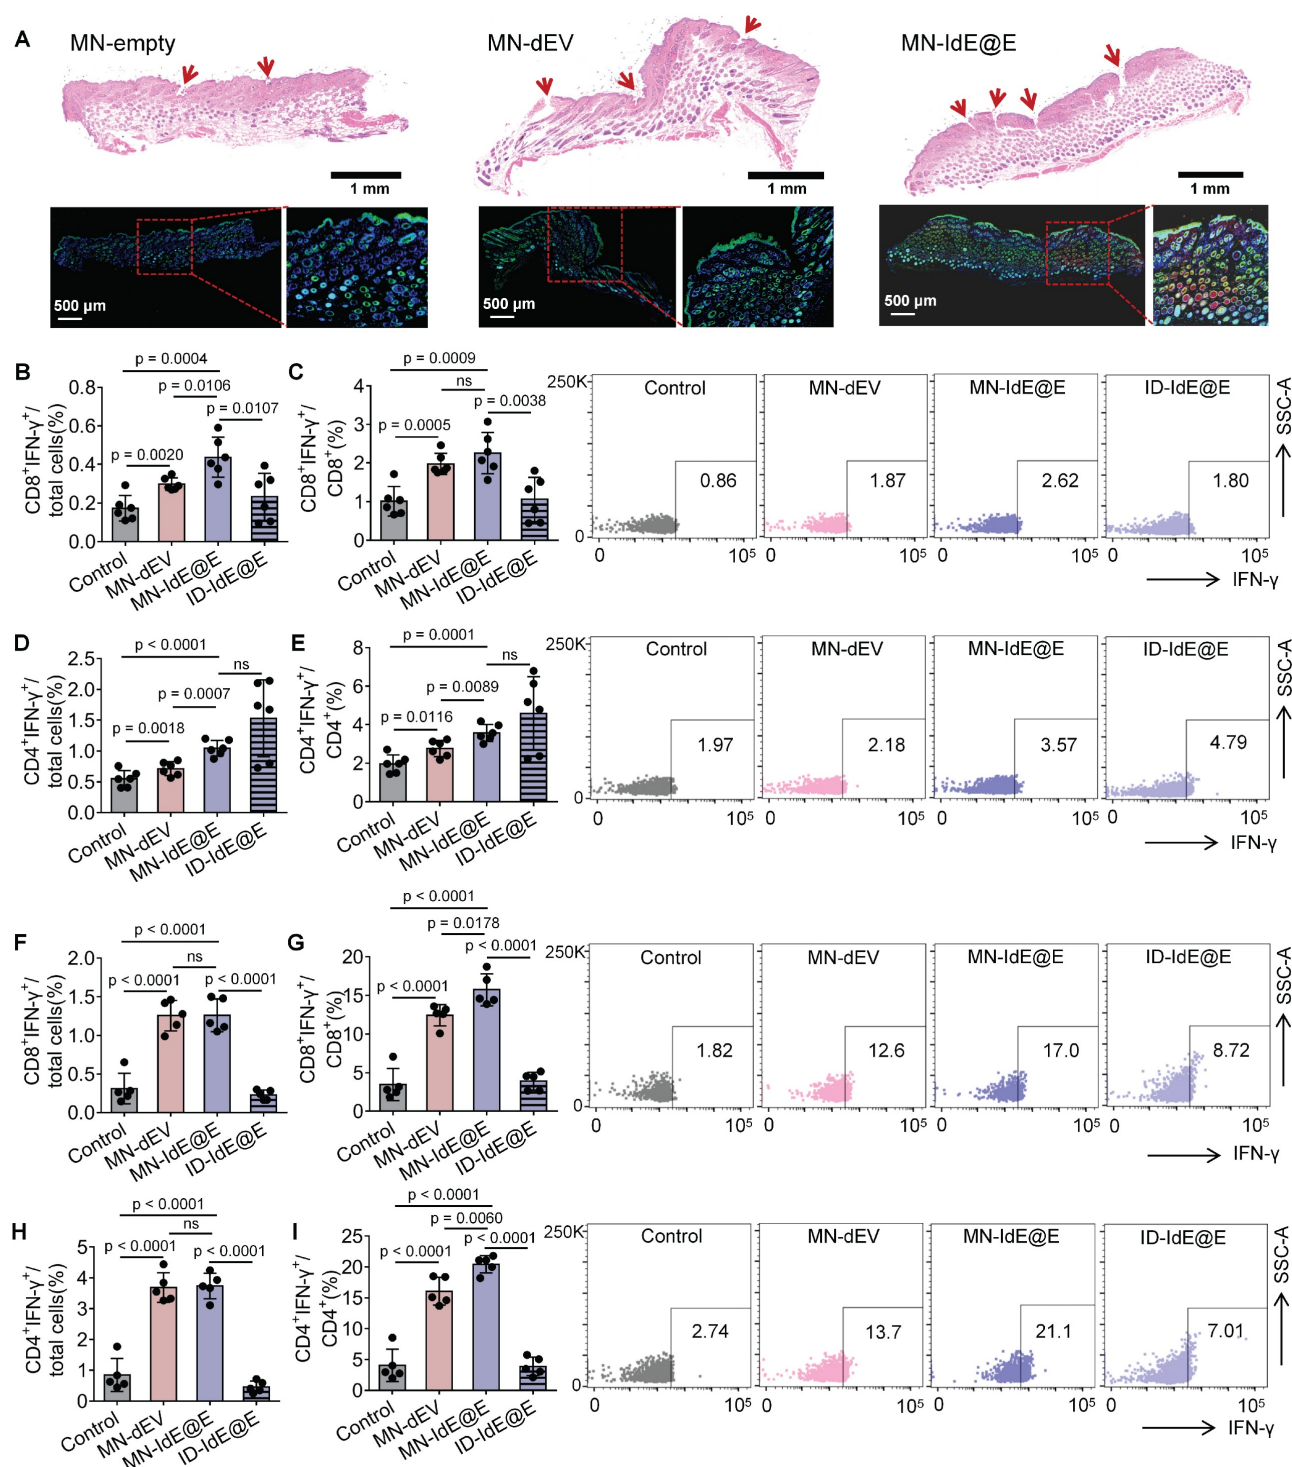 A
MN-empty
MN-dEV
MN-IdE@E
1 mm
1 mm
1 mm
500 µm
500 µm
500 µm
B
p = 0.0004
p = 0.0106
p = 0.0107
p = 0.0020
CD8+IFN-γ+/
total cells(%)
0.8
0.6
0.4
0.2
0.0
Control
MN-dEV
MN-IdE@E
ID-IdE@E
C
p = 0.0009
ns
p = 0.0038
p = 0.0005
CD8+IFN-γ+/
CD8+(%)
4
3
2
1
0
Control
MN-dEV
MN-IdE@E
ID-IdE@E
250K
0
Control
0.86
0
10⁵
MN-dEV
1.87
0
10⁵
MN-IdE@E
2.62
0
10⁵
ID-IdE@E
1.80
0
10⁵
SSC-A
IFN-γ
D
p < 0.0001
ns
p = 0.0007
p = 0.0018
CD4+IFN-γ+/
total cells(%)
2.5
2.0
1.5
1.0
0.5
0.0
Control
MN-dEV
MN-IdE@E
ID-IdE@E
E
p = 0.0001
ns
p = 0.0089
p = 0.0116
CD4+IFN-γ+/
CD4+(%)
8
6
4
2
0
Control
MN-dEV
MN-IdE@E
ID-IdE@E
250K
0
Control
1.97
0
10⁵
MN-dEV
2.18
0
10⁵
MN-IdE@E
3.57
0
10⁵
ID-IdE@E
4.79
0
10⁵
SSC-A
IFN-γ
F
p < 0.0001
ns
p < 0.0001
p < 0.0001
CD8+IFN-γ+/
total cells(%)
2.0
1.5
1.0
0.5
0.0
Control
MN-dEV
MN-IdE@E
ID-IdE@E
G
p < 0.0001
p = 0.0178
p < 0.0001
p < 0.0001
CD8+IFN-γ+/
CD8+(%)
20
15
10
5
0
Control
MN-dEV
MN-IdE@E
ID-IdE@E
250K
0
Control
1.82
0
10⁵
MN-dEV
12.6
0
10⁵
MN-IdE@E
17.0
0
10⁵
ID-IdE@E
8.72
0
10⁵
SSC-A
IFN-γ
H
p < 0.0001
ns
p < 0.0001
p < 0.0001
CD4+IFN-γ+/
total cells(%)
5
4
3
2
1
0
Control
MN-dEV
MN-IdE@E
ID-IdE@E
I
p < 0.0001
p = 0.0060
p < 0.0001
p < 0.0001
CD4+IFN-γ+/
CD4+(%)
25
20
15
10
5
0
Control
MN-dEV
MN-IdE@E
ID-IdE@E
250K
0
Control
2.74
0
10⁵
MN-dEV
13.7
0
10⁵
MN-IdE@E
21.1
0
10⁵
ID-IdE@E
7.01
0
10⁵
SSC-A
IFN-γ